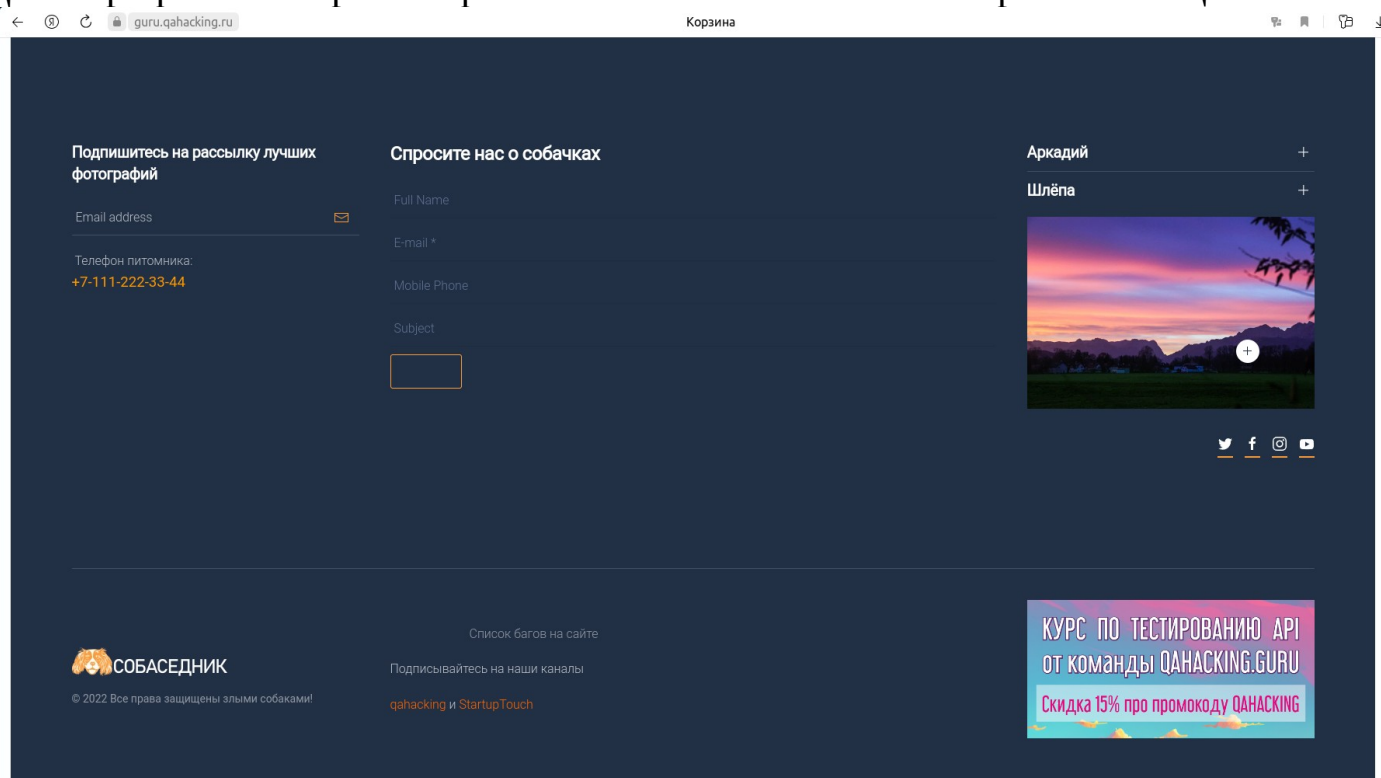 guru.qahacking.ru
Корзина
Подпишитесь на рассылку лучших
фотографий
Email address
Телефон питомника:
+7-111-222-33-44
Спросите нас о собачках
Full Name
E-mail *
Mobile Phone
Subject
Аркадий
Шлёпа
СОБАСЕДНИК
© 2022 Все права защищены злыми собаками!
Список багов на сайте
Подписывайтесь на наши каналы
qahacking и StartupTouch
КУРС ПО ТЕСТИРОВАНИЮ API
от команды QAHACKING.GURU
Скидка 15% про промокоду QAHACKING